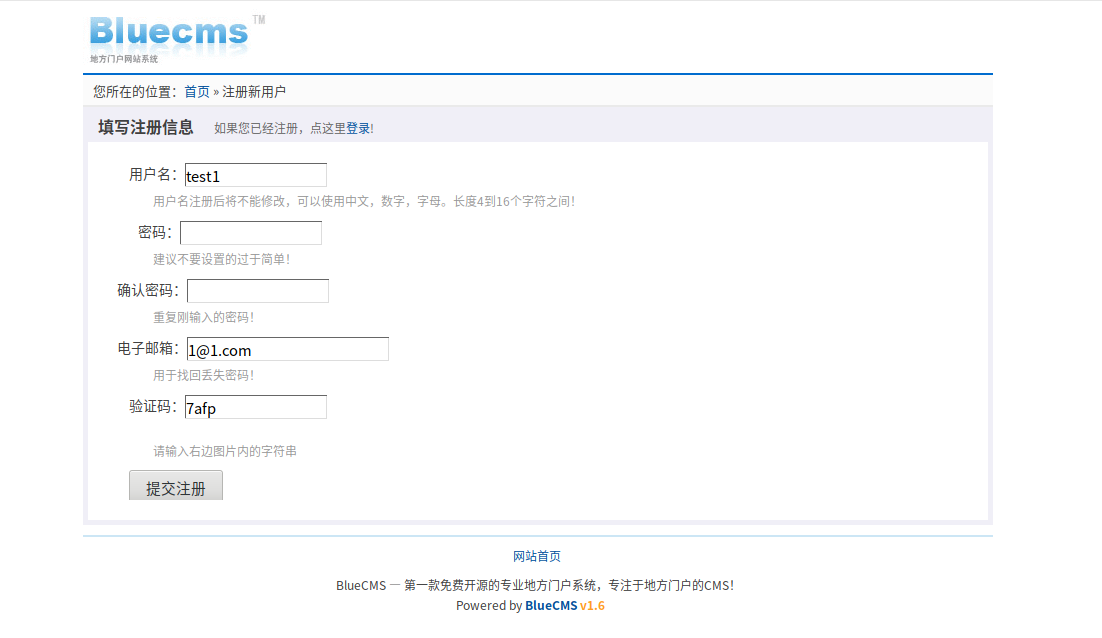 Bluecms TM
地方门户网站系统
您所在的位置：首页 » 注册新用户
填写注册信息 如果您已经注册，点这里登录!
用户名：test1
用户名注册后将不能修改，可以使用中文，数字，字母。长度4到16个字符之间！
密码：
建议不要设置的过于简单！
确认密码：
重复刚输入的密码！
电子邮箱：1@1.com
用于找回丢失密码！
验证码：7afp
请输入右边图片内的字符串
提交注册
网站首页
BlueCMS — 第一款免费开源的专业地方门户系统，专注于地方门户的CMS！
Powered by BlueCMS v1.6